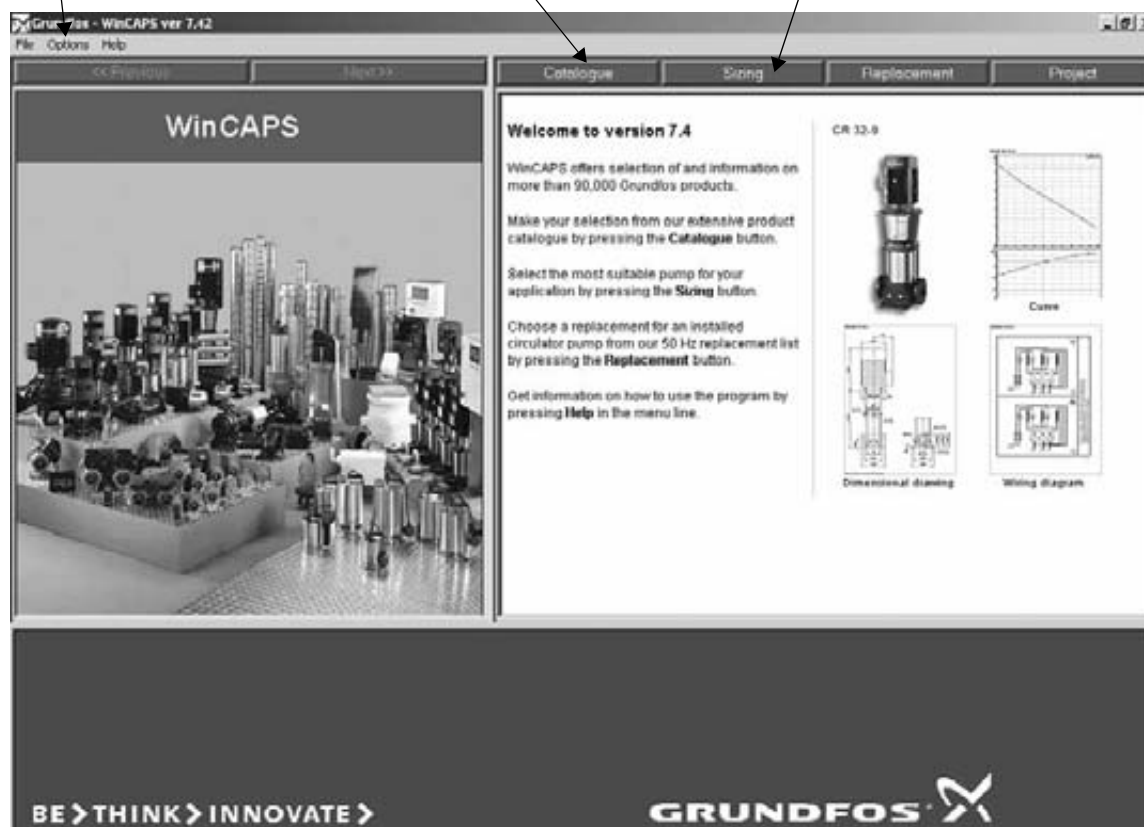 Grundfos - WinCAPS ver 7.42
File Options Help
<< Previous Next >>
Catalogue Sizing Replacement Project
WinCAPS
Welcome to version 7.4
WinCAPS offers selection of and information on
more than 90,000 Grundfos products.
Make your selection from our extensive product
catalogue by pressing the Catalogue button.
Select the most suitable pump for your
application by pressing the Sizing button.
Choose a replacement for an installed
circulator pump from our 50 Hz replacement list
by pressing the Replacement button.
Get information on how to use the program by
pressing Help in the menu line.
CR 32-8
Curve
Dimensional drawing
Wiring diagram
BE > THINK > INNOVATE >
GRUNDFOS